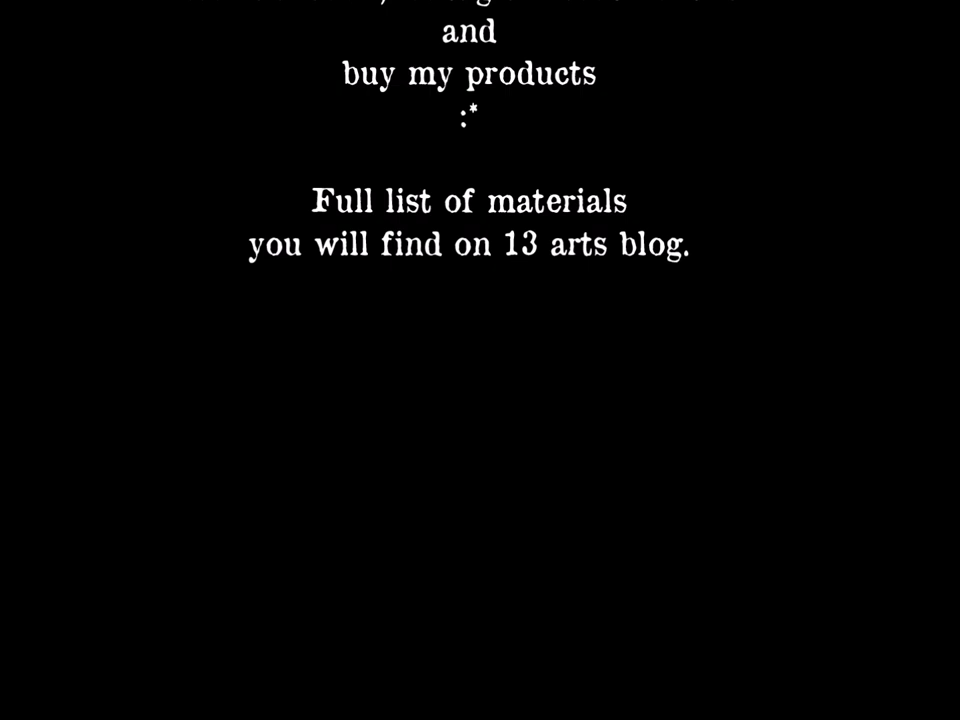 and
buy my products
:*
Full list of materials
you will find on 13 arts blog.